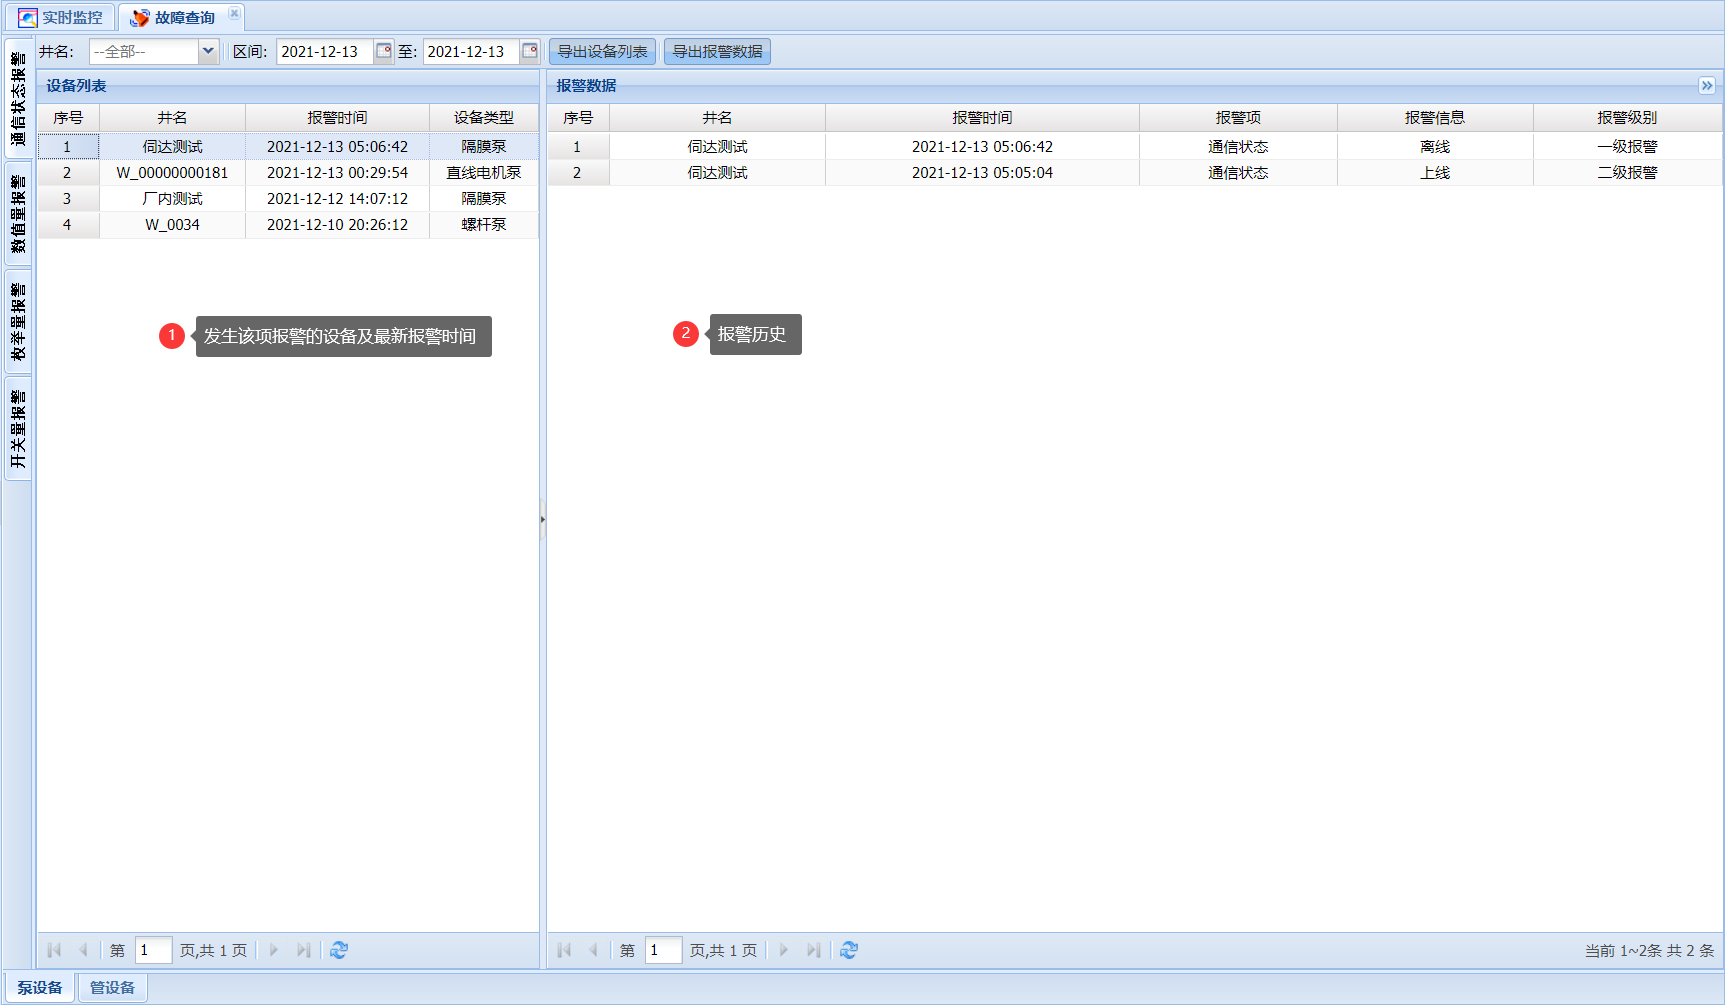 实时监控 故障查询
井名: --全部-- 区间: 2021-12-13 至: 2021-12-13 导出设备列表 导出报警数据
通信状态报警
数值量报警
枚举量报警
开关量报警
设备列表
序号 井名 报警时间 设备类型
1 伺达测试 2021-12-13 05:06:42 隔膜泵
2 W_00000000181 2021-12-13 00:29:54 直线电机泵
3 厂内测试 2021-12-12 14:07:12 隔膜泵
4 W_0034 2021-12-10 20:26:12 螺杆泵
1 发生该项报警的设备及最新报警时间
第 1 页,共 1 页
报警数据
序号 井名 报警时间 报警项 报警信息 报警级别
1 伺达测试 2021-12-13 05:06:42 通信状态 离线 一级报警
2 伺达测试 2021-12-13 05:05:04 通信状态 上线 二级报警
2 报警历史
第 1 页,共 1 页 当前 1~2条 共 2 条
泵设备 管设备